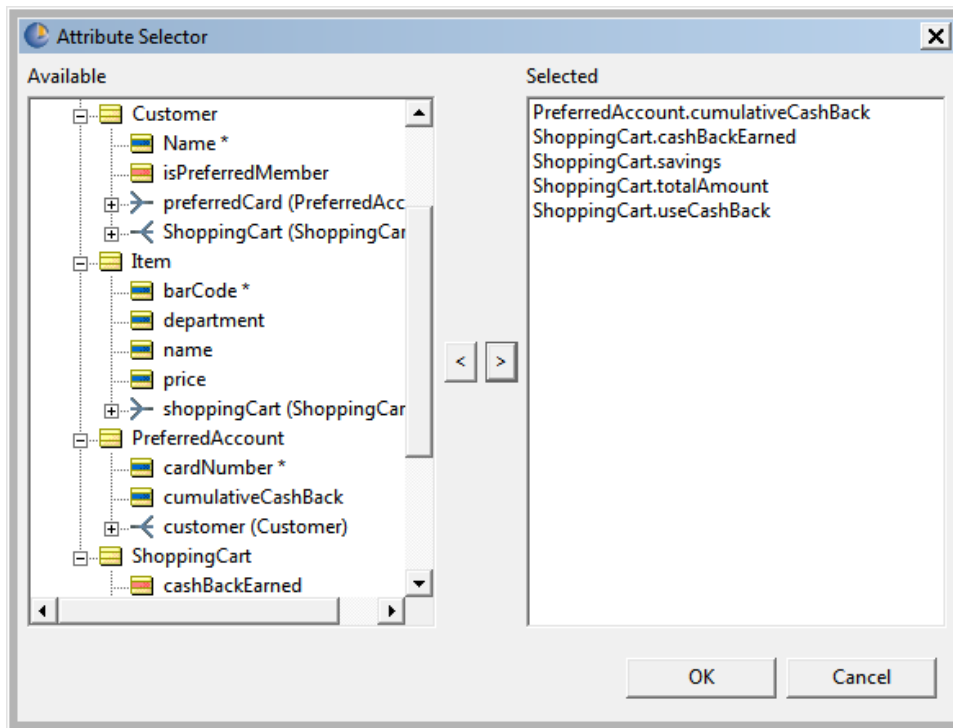 Attribute Selector
Available
Customer
Name *
isPreferredMember
preferredCard (PreferredAcc
ShoppingCart (ShoppingCar
Item
barCode *
department
name
price
shoppingCart (ShoppingCar
PreferredAccount
cardNumber *
cumulativeCashBack
customer (Customer)
ShoppingCart
cashBackEarned
<
>
Selected
PreferredAccount.cumulativeCashBack
ShoppingCart.cashBackEarned
ShoppingCart.savings
ShoppingCart.totalAmount
ShoppingCart.useCashBack
OK
Cancel